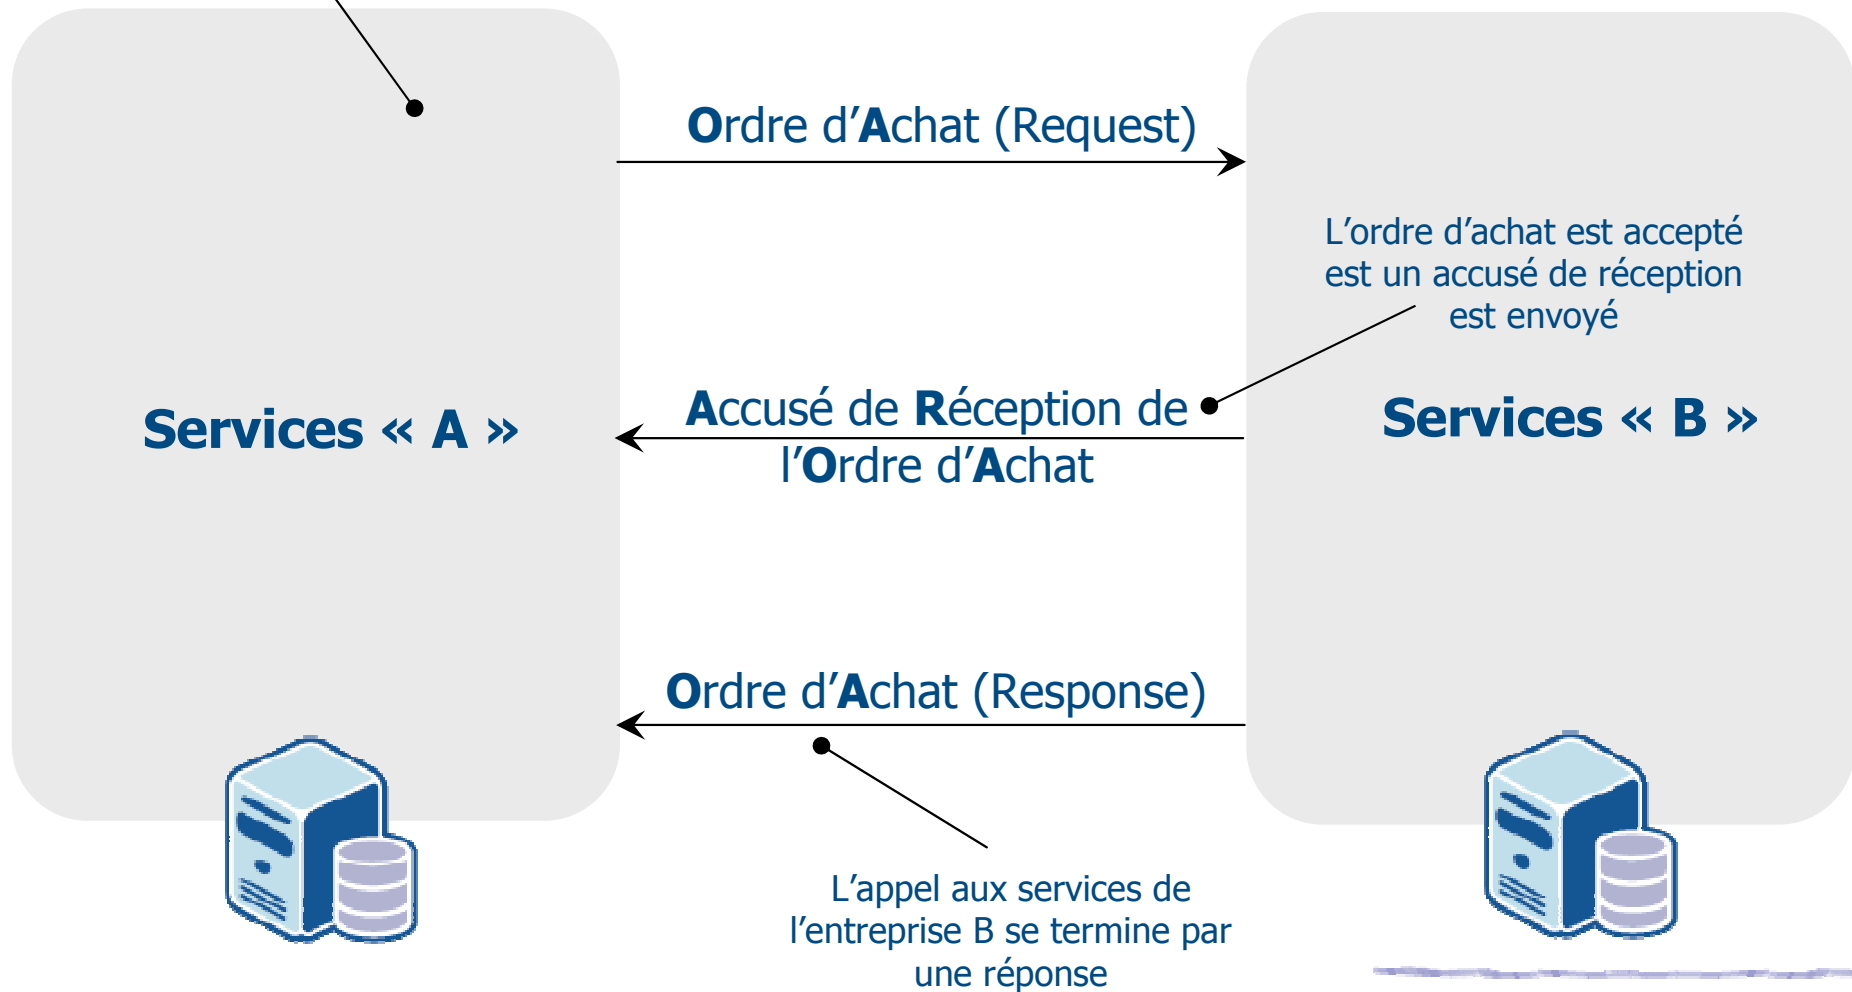 Ordre d'Achat (Request)
L'ordre d'achat est accepté
est un accusé de réception
est envoyé
Services « A »
Accusé de Réception de
l'Ordre d'Achat
Services « B »
Ordre d'Achat (Response)
L'appel aux services de
l'entreprise B se termine par
une réponse